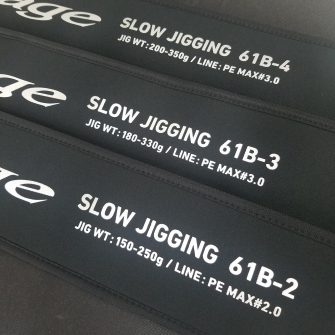 age
SLOW JIGGING 61B-4
JIG WT : 200-350g / LINE : PE MAX#3.0
age
SLOW JIGGING 61B-3
JIG WT : 180-330g / LINE : PE MAX#3.0
ge
SLOW JIGGING 61B-2
JIG WT : 150-250g / LINE : PE MAX#2.0